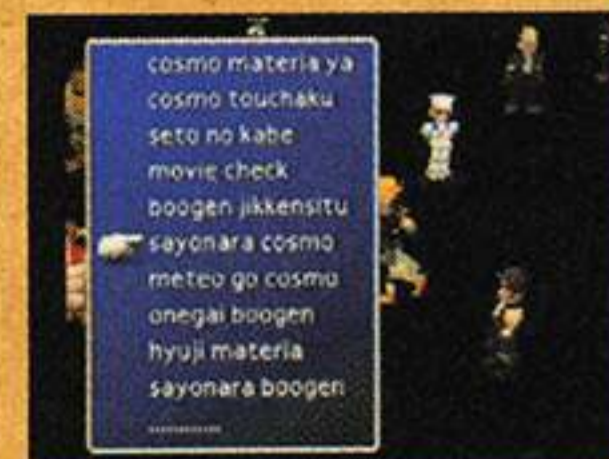 cosmo materia ya
cosmo touchaku
seto no kabe
movie check
boogen jikkensitu
sayonara cosmo
meteo go cosmo
onegai boogen
hyuji materia
sayonara boogen
............